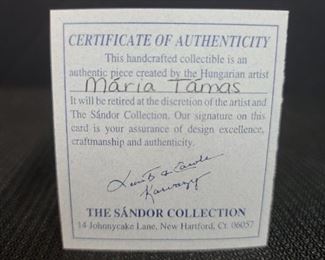 CERTIFICATE OF AUTHENTICITY
This handcrafted collectible is an
authentic piece created by the Hungarian artist
Mária Tamás
It will be retired at the discretion of the artist and
The Sándor Collection. Our signature on this
card is your assurance of design excellence,
craftmanship and authenticity.
THE SÁNDOR COLLECTION
14 Johnnycake Lane, New Hartford, Ct. 06057